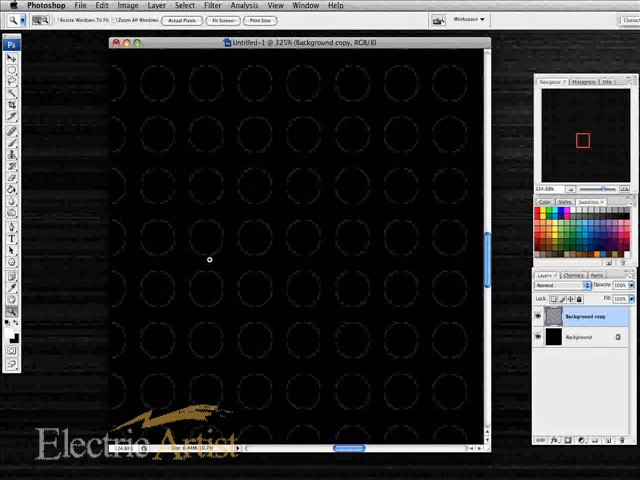 Photoshop File Edit Image Layer Select Filter Analysis View Window Help
Resize Windows To Fit Zoom All Windows Actual Pixels Fit Screen Print Size Workspace
Untitled-1 @ 325% (Background copy, RGB/8)
Ps
Navigator Histogram Info
Color Styles Swatches
Layers Channels Paths
Normal Opacity: 100%
Lock: Fill: 100%
Background copy
Background
Electric Artist